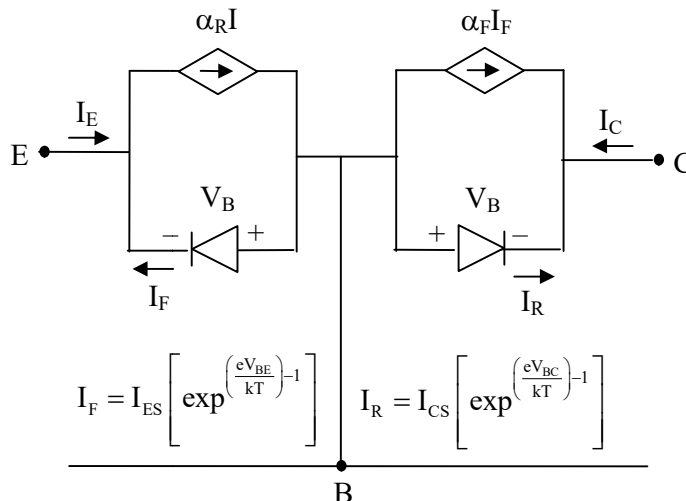 α_R I
α_F I_F
I_E
I_C
E
C
V_B
V_B
− +
+ −
I_F
I_R
I_F = I_ES [ exp^((eV_BE / kT) − 1) ]
I_R = I_CS [ exp^((eV_BC / kT) − 1) ]
B